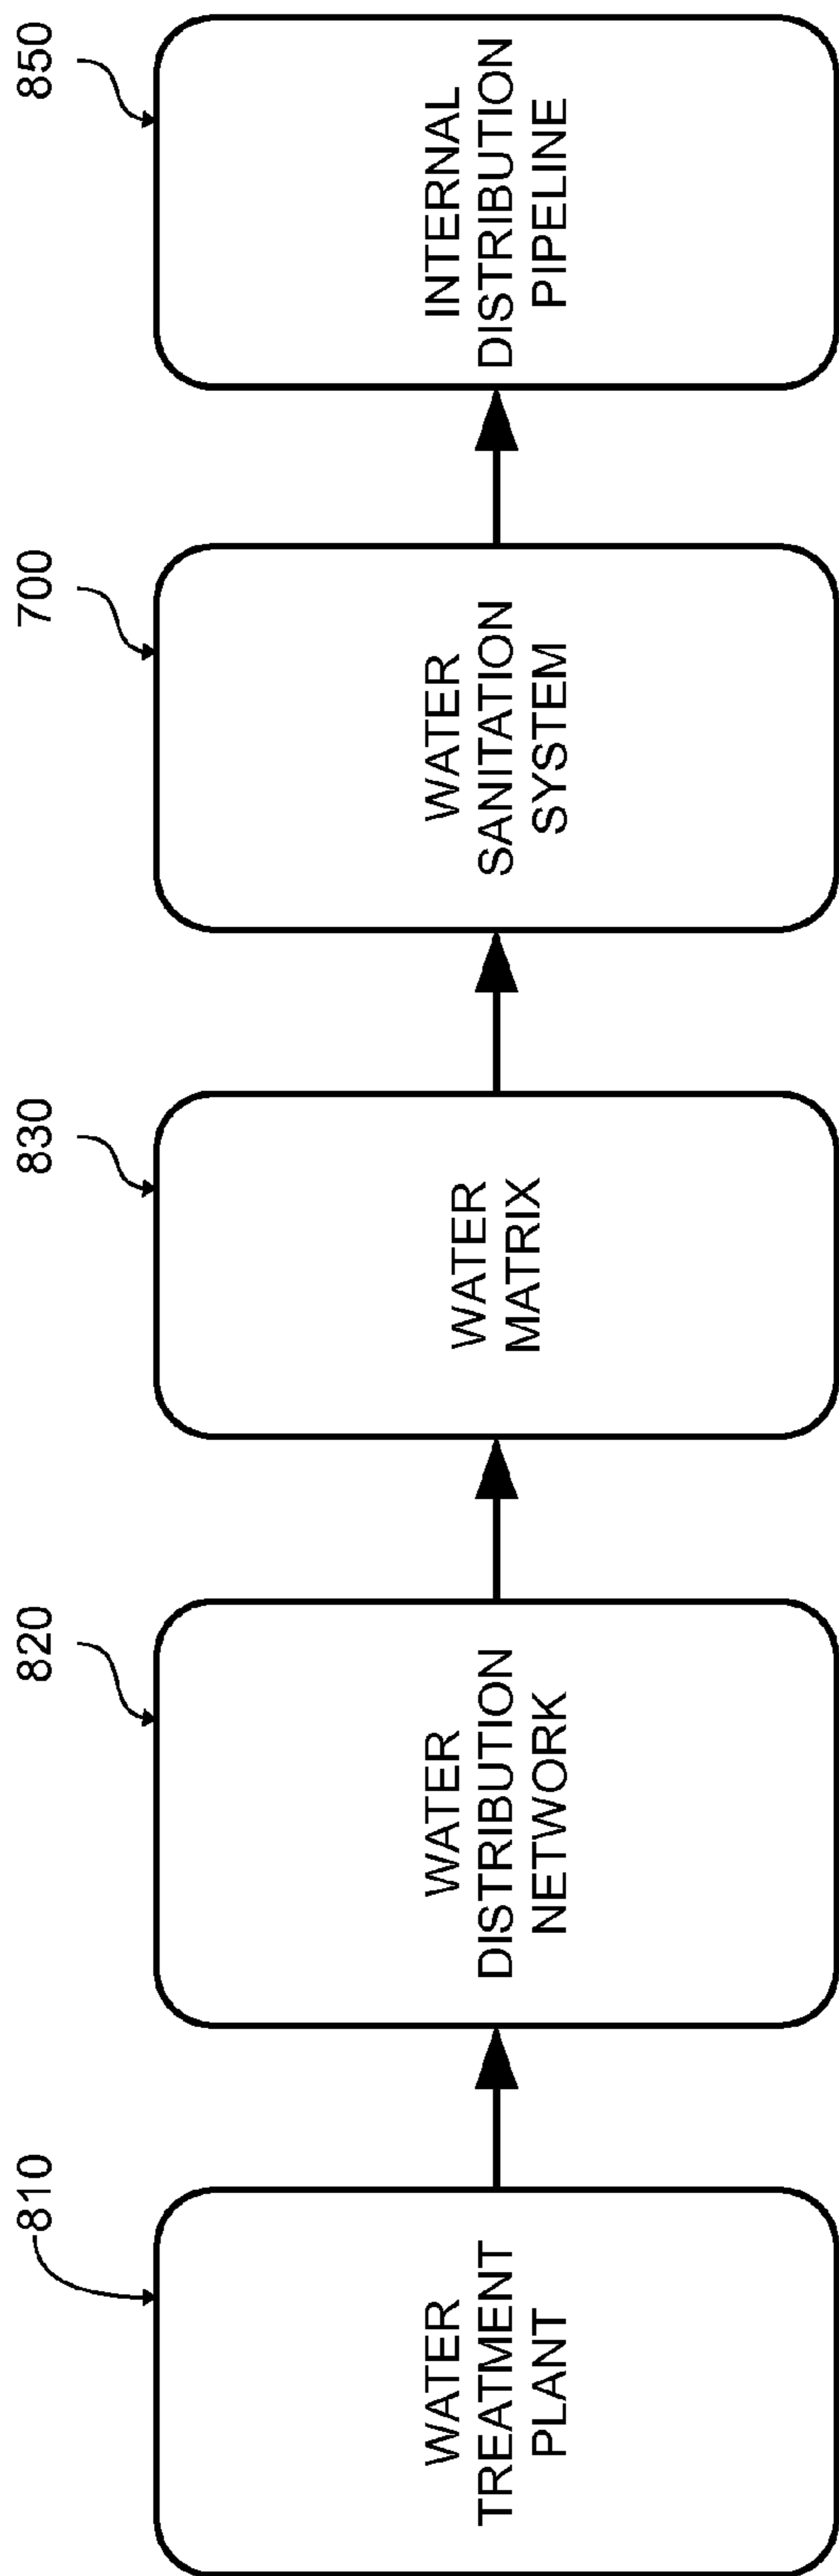 810
WATER
TREATMENT
PLANT
820
WATER
DISTRIBUTION
NETWORK
830
WATER
MATRIX
700
WATER
SANITATION
SYSTEM
850
INTERNAL
DISTRIBUTION
PIPELINE